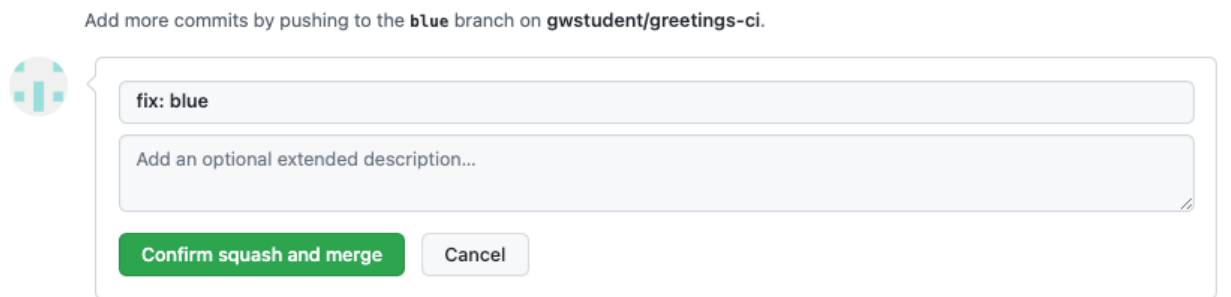 Add more commits by pushing to the blue branch on gwstudent/greetings-ci.
fix: blue
Add an optional extended description...
Confirm squash and merge
Cancel